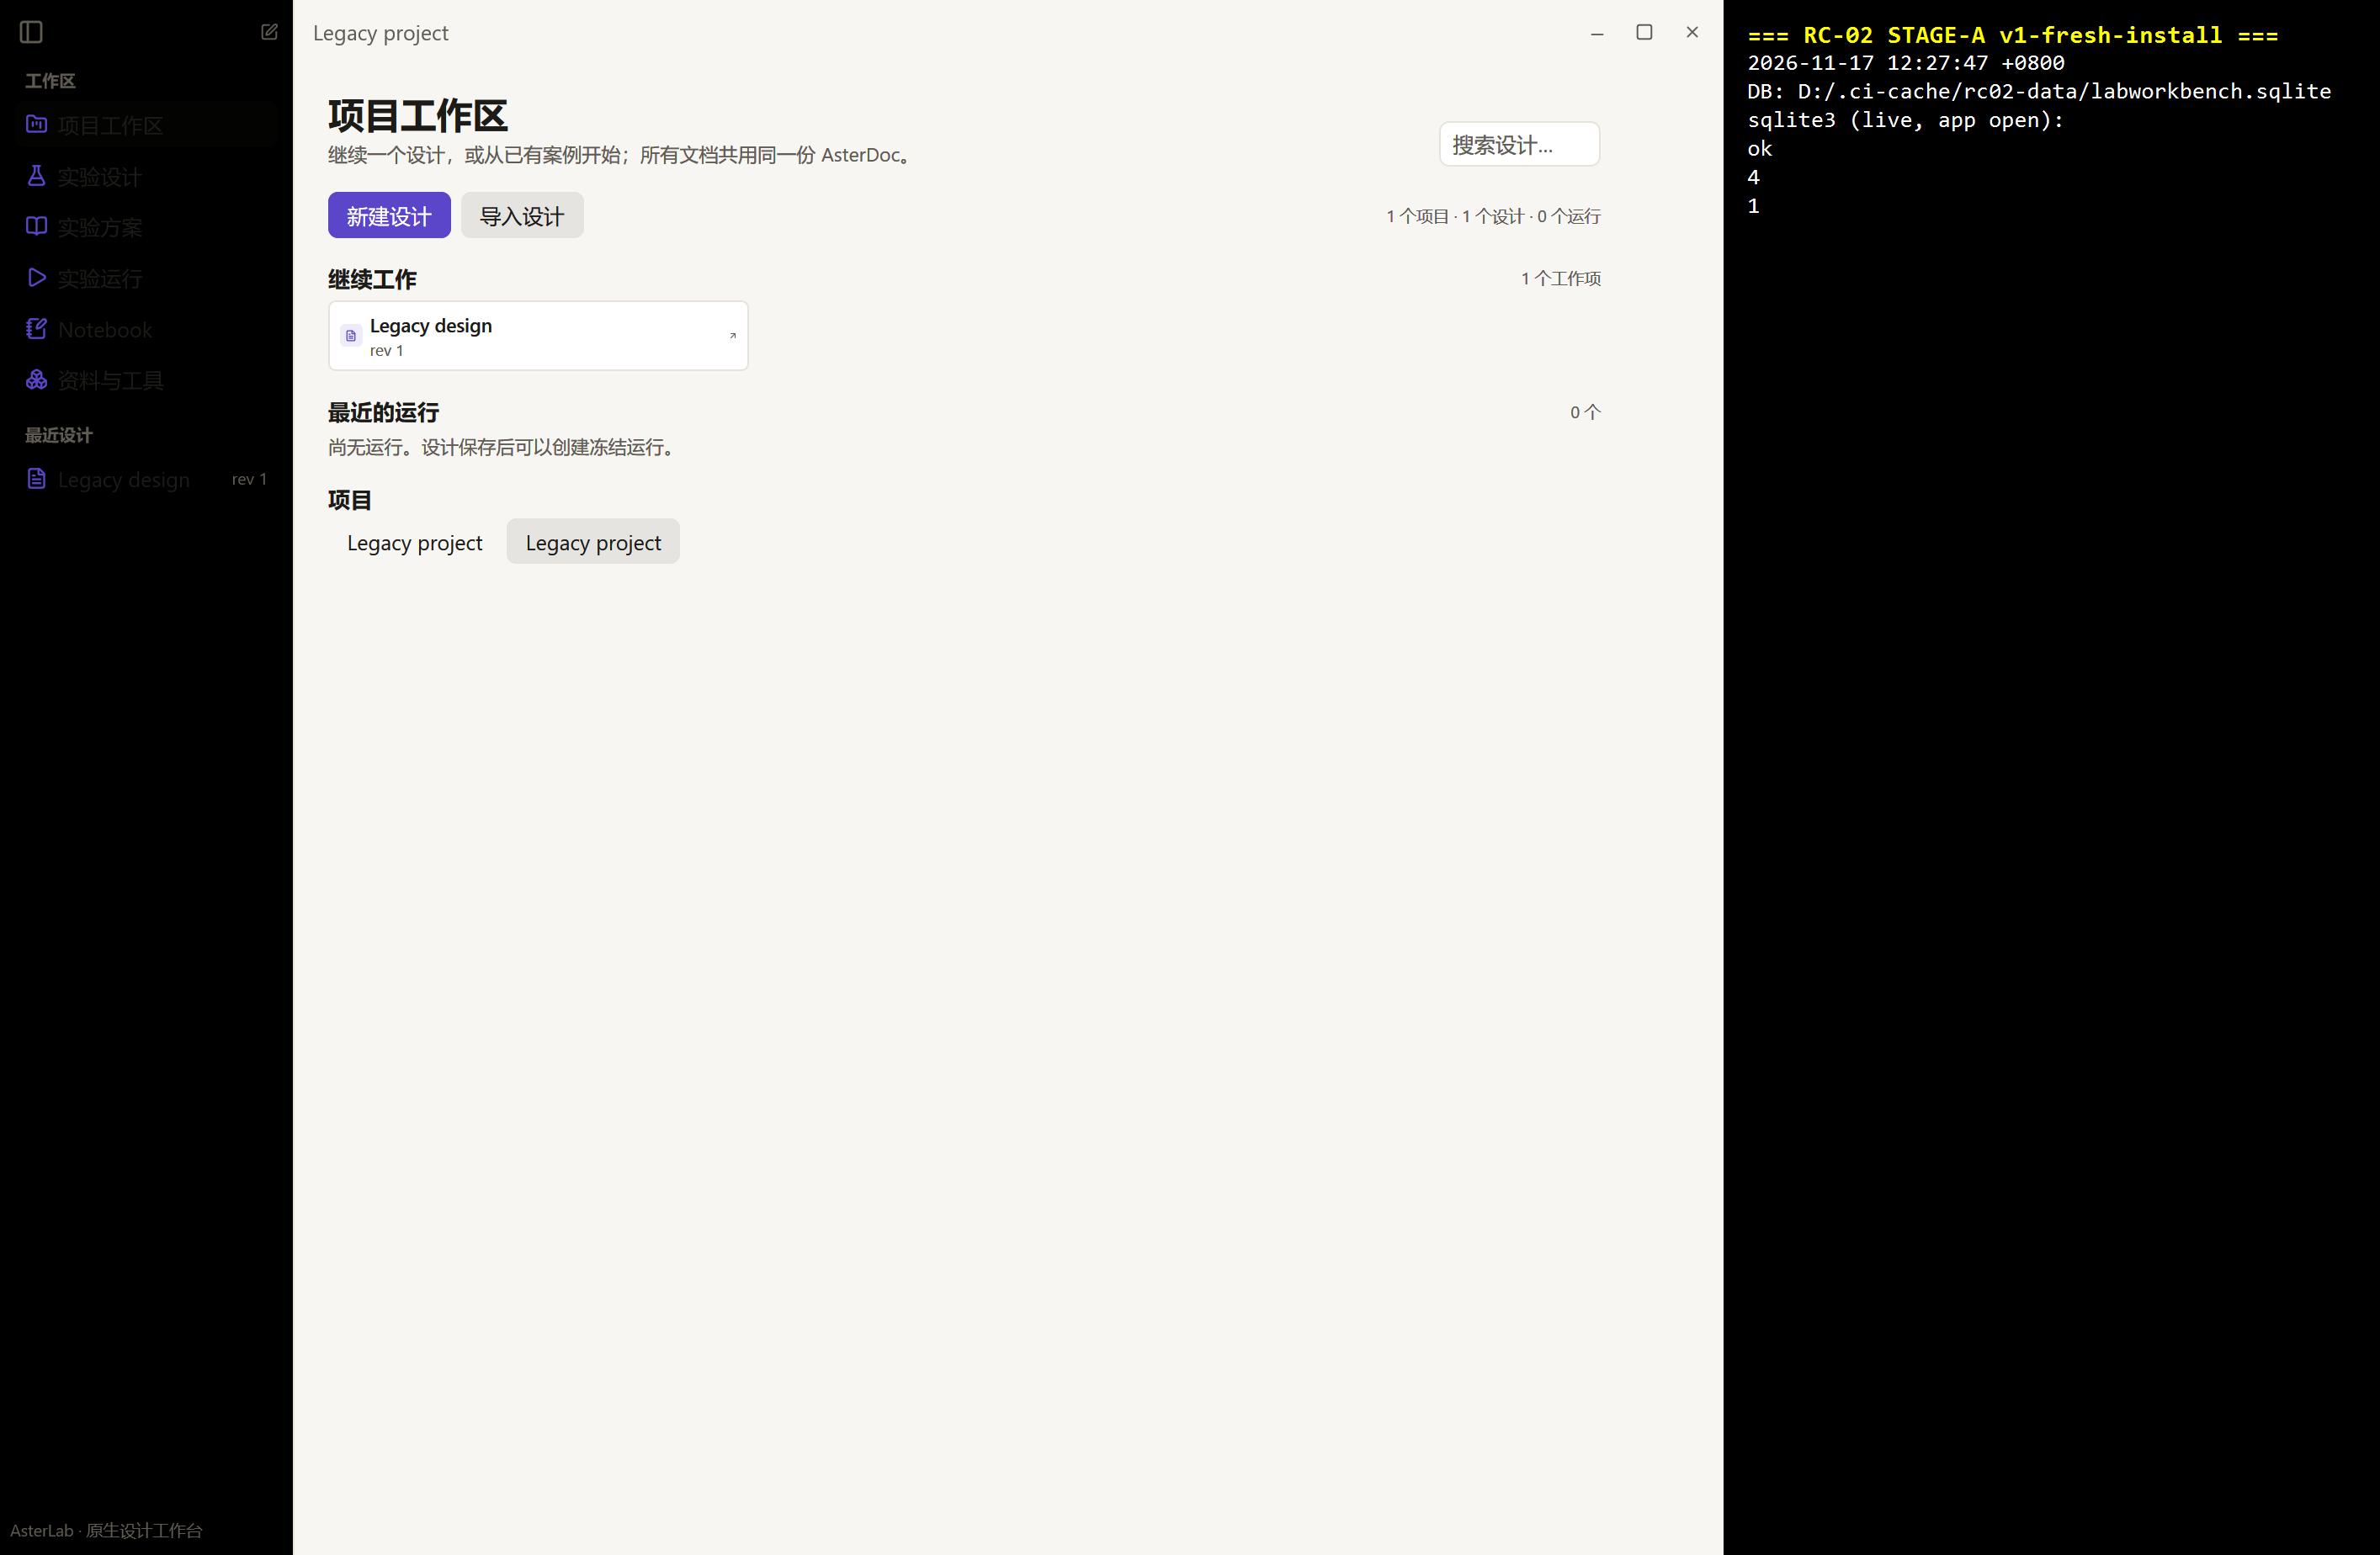 工作区
项目工作区
实验设计
实验方案
实验运行
Notebook
资料与工具
最近设计
Legacy design rev 1
AsterLab · 原生设计工作台
Legacy project
项目工作区
继续一个设计，或从已有案例开始；所有文档共用同一份 AsterDoc。
搜索设计...
新建设计 导入设计 1 个项目 · 1 个设计 · 0 个运行
继续工作 1 个工作项
Legacy design
rev 1
最近的运行 0 个
尚无运行。设计保存后可以创建冻结运行。
项目
Legacy project Legacy project
=== RC-02 STAGE-A v1-fresh-install ===
2026-11-17 12:27:47 +0800
DB: D:/.ci-cache/rc02-data/labworkbench.sqlite
sqlite3 (live, app open):
ok
4
1